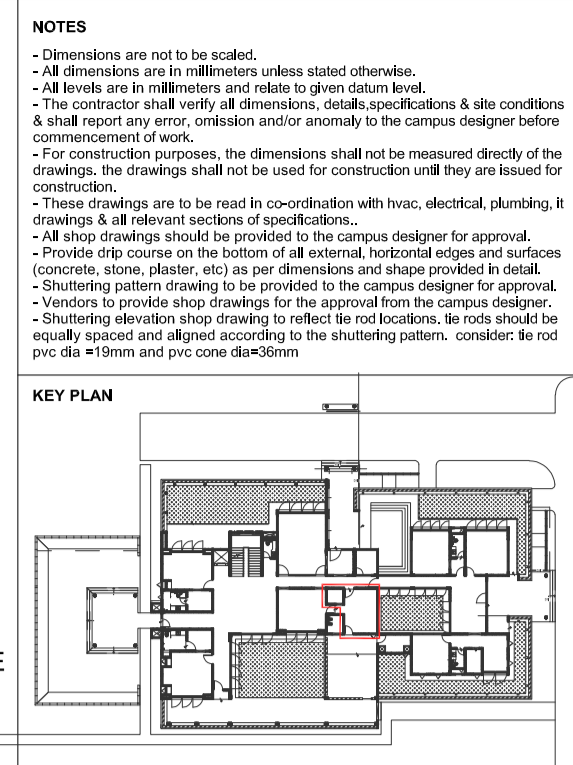 NOTES
- Dimensions are not to be scaled.
- All dimensions are in millimeters unless stated otherwise.
- All levels are in millimeters and relate to given datum level.
- The contractor shall verify all dimensions, details,specifications & site conditions
& shall report any error, omission and/or anomaly to the campus designer before
commencement of work.
- For construction purposes, the dimensions shall not be measured directly of the
drawings. the drawings shall not be used for construction until they are issued for
construction.
- These drawings are to be read in co-ordination with hvac, electrical, plumbing, it
drawings & all relevant sections of specifications..
- All shop drawings should be provided to the campus designer for approval.
- Provide drip course on the bottom of all external, horizontal edges and surfaces
(concrete, stone, plaster, etc) as per dimensions and shape provided in detail.
- Shuttering pattern drawing to be provided to the campus designer for approval.
- Vendors to provide shop drawings for the approval from the campus designer.
- Shuttering elevation shop drawing to reflect tie rod locations. tie rods should be
equally spaced and aligned according to the shuttering pattern. consider: tie rod
pvc dia =19mm and pvc cone dia=36mm
KEY PLAN